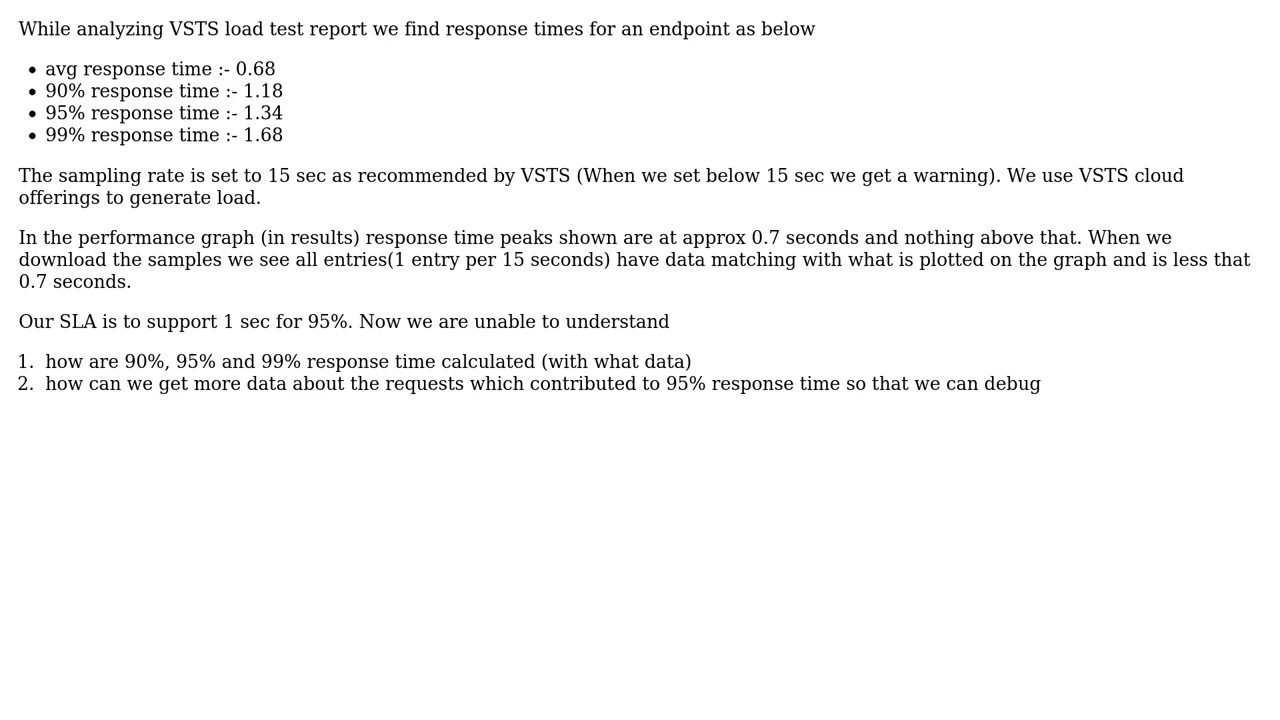 While analyzing VSTS load test report we find response times for an endpoint as below
• avg response time :- 0.68
• 90% response time :- 1.18
• 95% response time :- 1.34
• 99% response time :- 1.68
The sampling rate is set to 15 sec as recommended by VSTS (When we set below 15 sec we get a warning). We use VSTS cloud
offerings to generate load.
In the performance graph (in results) response time peaks shown are at approx 0.7 seconds and nothing above that. When we
download the samples we see all entries(1 entry per 15 seconds) have data matching with what is plotted on the graph and is less that
0.7 seconds.
Our SLA is to support 1 sec for 95%. Now we are unable to understand
1. how are 90%, 95% and 99% response time calculated (with what data)
2. how can we get more data about the requests which contributed to 95% response time so that we can debug